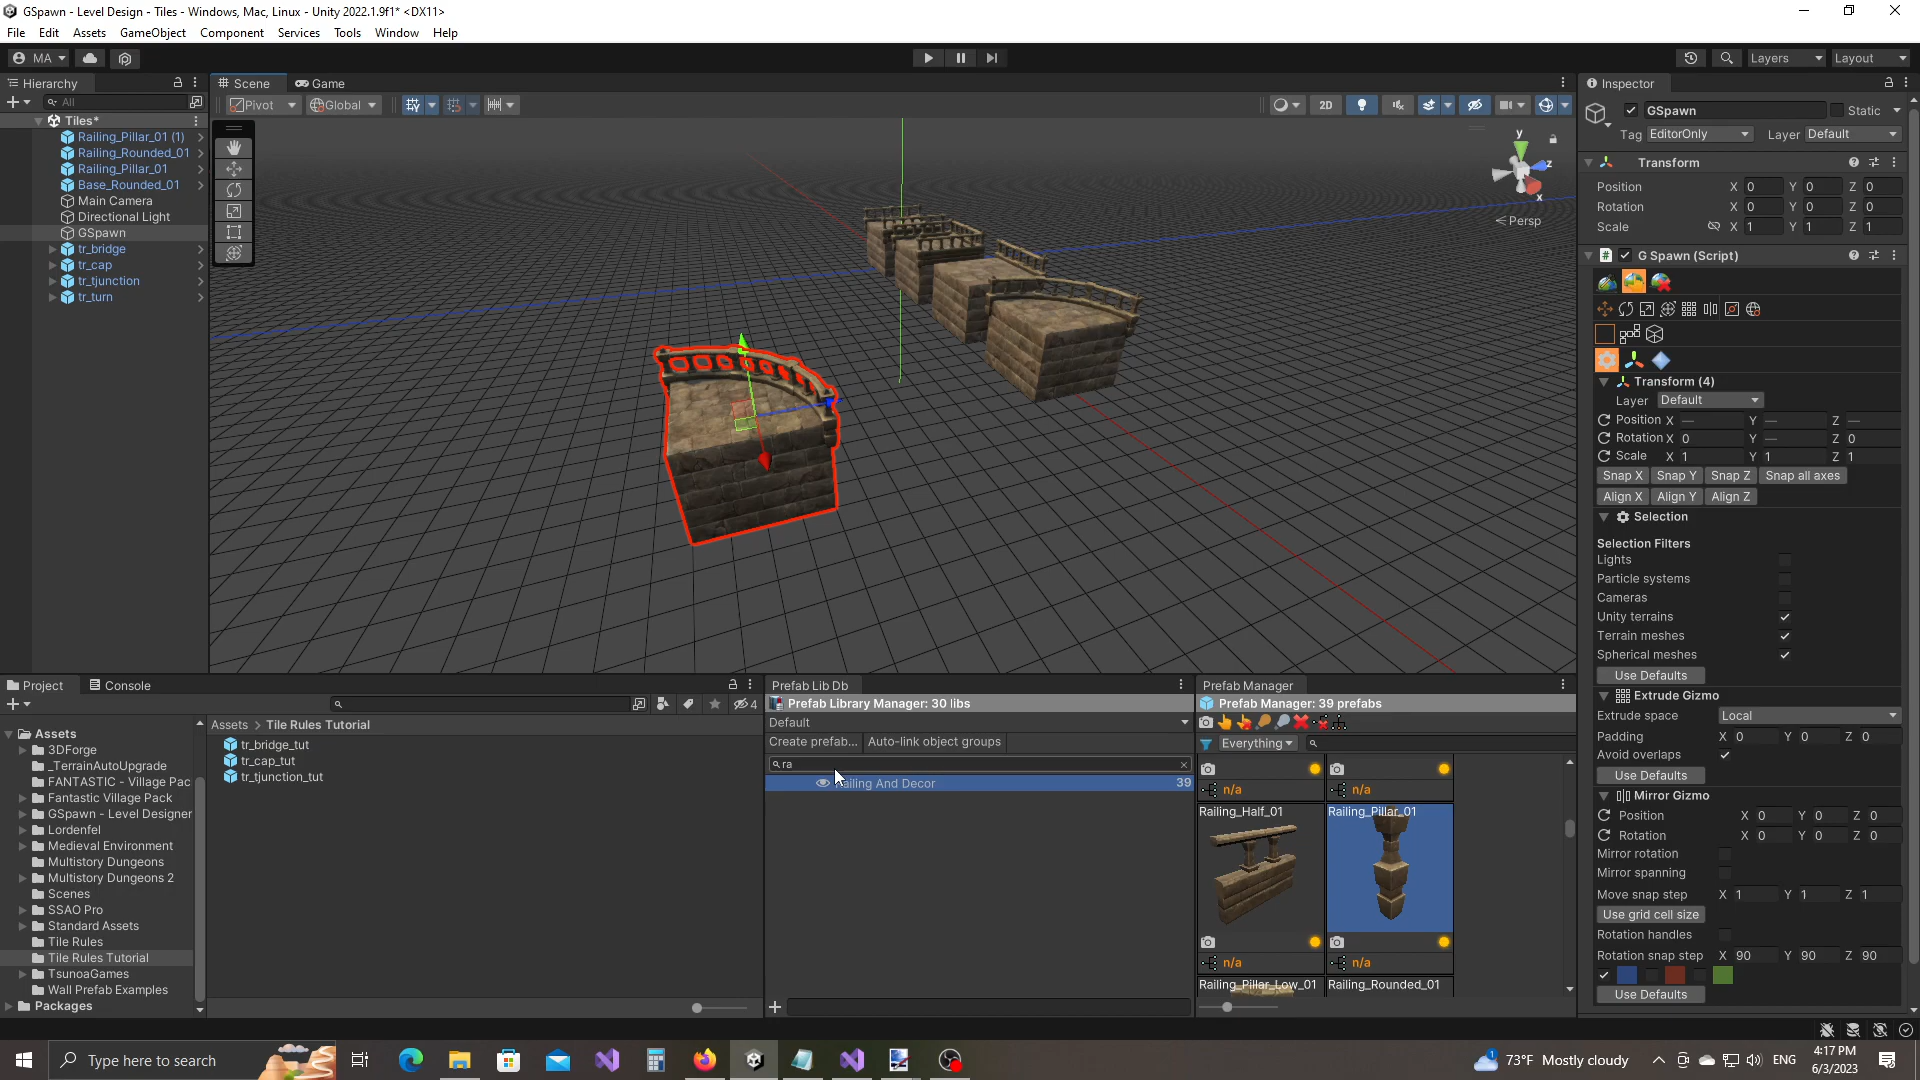 GSpawn - Level Design - Tiles - Windows, Mac, Linux - Unity 2022.1.9f1* <DX11>
File Edit Assets GameObject Component Services Tools Window Help
MA Layers Layout
Hierarchy
All
Tiles*
Railing_Pillar_01 (1)
Railing_Rounded_01
Railing_Pillar_01
Base_Rounded_01
Main Camera
Directional Light
GSpawn
tr_bridge
tr_cap
tr_tjunction
tr_turn
Scene Game
Pivot Global 2D
y
z
x
Persp
Inspector
GSpawn Static
Tag EditorOnly Layer Default
Transform
Position X 0 Y 0 Z 0
Rotation X 0 Y 0 Z 0
Scale X 1 Y 1 Z 1
G Spawn (Script)
Transform (4)
Layer Default
Position X — Y — Z —
Rotation X 0 Y — Z 0
Scale X 1 Y 1 Z 1
Snap X Snap Y Snap Z Snap all axes
Align X Align Y Align Z
Selection
Selection Filters
Lights
Particle systems
Cameras
Unity terrains
Terrain meshes
Spherical meshes
Use Defaults
Extrude Gizmo
Extrude space Local
Padding X 0 Y 0 Z 0
Avoid overlaps
Use Defaults
Mirror Gizmo
Position X 0 Y 0 Z 0
Rotation X 0 Y 0 Z 0
Mirror rotation
Mirror spanning
Move snap step X 1 Y 1 Z 1
Use grid cell size
Rotation handles
Rotation snap step X 90 Y 90 Z 90
Use Defaults
Project Console
4
Assets
3DForge
_TerrainAutoUpgrade
FANTASTIC - Village Pac
Fantastic Village Pack
GSpawn - Level Designer
Lordenfel
Medieval Environment
Multistory Dungeons
Multistory Dungeons 2
Scenes
SSAO Pro
Standard Assets
Tile Rules
Tile Rules Tutorial
TsunoaGames
Wall Prefab Examples
Packages
Assets > Tile Rules Tutorial
tr_bridge_tut
tr_cap_tut
tr_tjunction_tut
Prefab Lib Db
Prefab Library Manager: 30 libs
Default
Create prefab... Auto-link object groups
ra
ailing And Decor 39
Prefab Manager
Prefab Manager: 39 prefabs
Everything
n/a n/a
Railing_Half_01 Railing_Pillar_01
n/a n/a
Railing_Pillar_Low_01 Railing_Rounded_01
Type here to search
1 73°F Mostly cloudy ENG
4:17 PM
6/3/2023